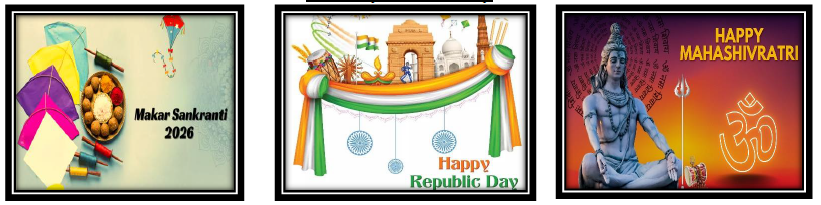 Makar Sankranti
2026
Happy
Republic Day
HAPPY
MAHASHIVRATRI
ॐ